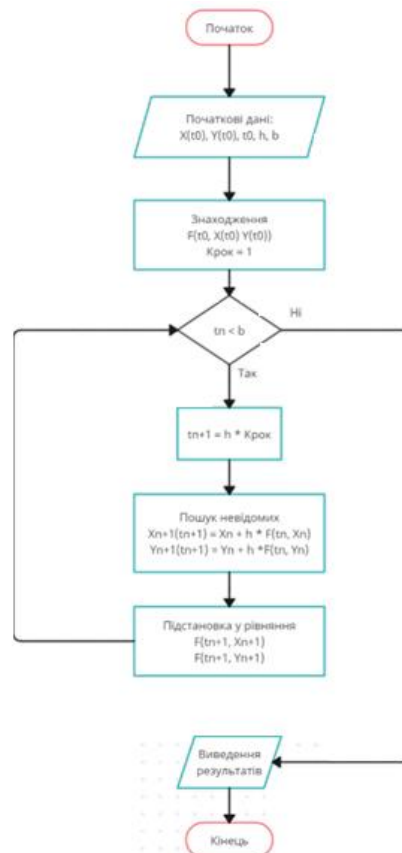 Початок
Початкові дані:
X(t0), Y(t0), t0, h, b
Знаходження
F(t0, X(t0) Y(t0))
Крок = 1
tn < b
Ні
Так
tn+1 = h * Крок
Пошук невідомих
Xn+1(tn+1) = Xn + h * F(tn, Xn)
Yn+1(tn+1) = Yn + h *F(tn, Yn)
Підстановка у рівняння
F(tn+1, Xn+1)
F(tn+1, Yn+1)
Виведення
результатів
Кінець